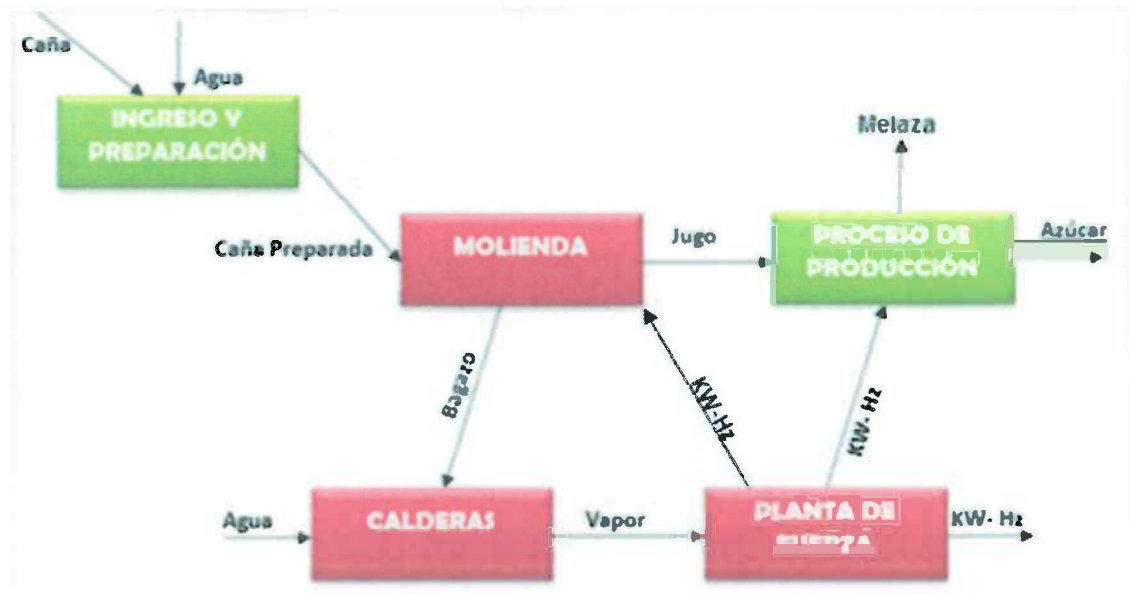 Caña
Agua
INGRESO Y
PREPARACIÓN
Melaza
Caña Preparada
MOLIENDA
Jugo
PROCESO DE
PRODUCCIÓN
Azúcar
Bagazo
KW-Hz
KW- Hz
Agua
CALDERAS
Vapor
PLANTA DE
KW- Hz